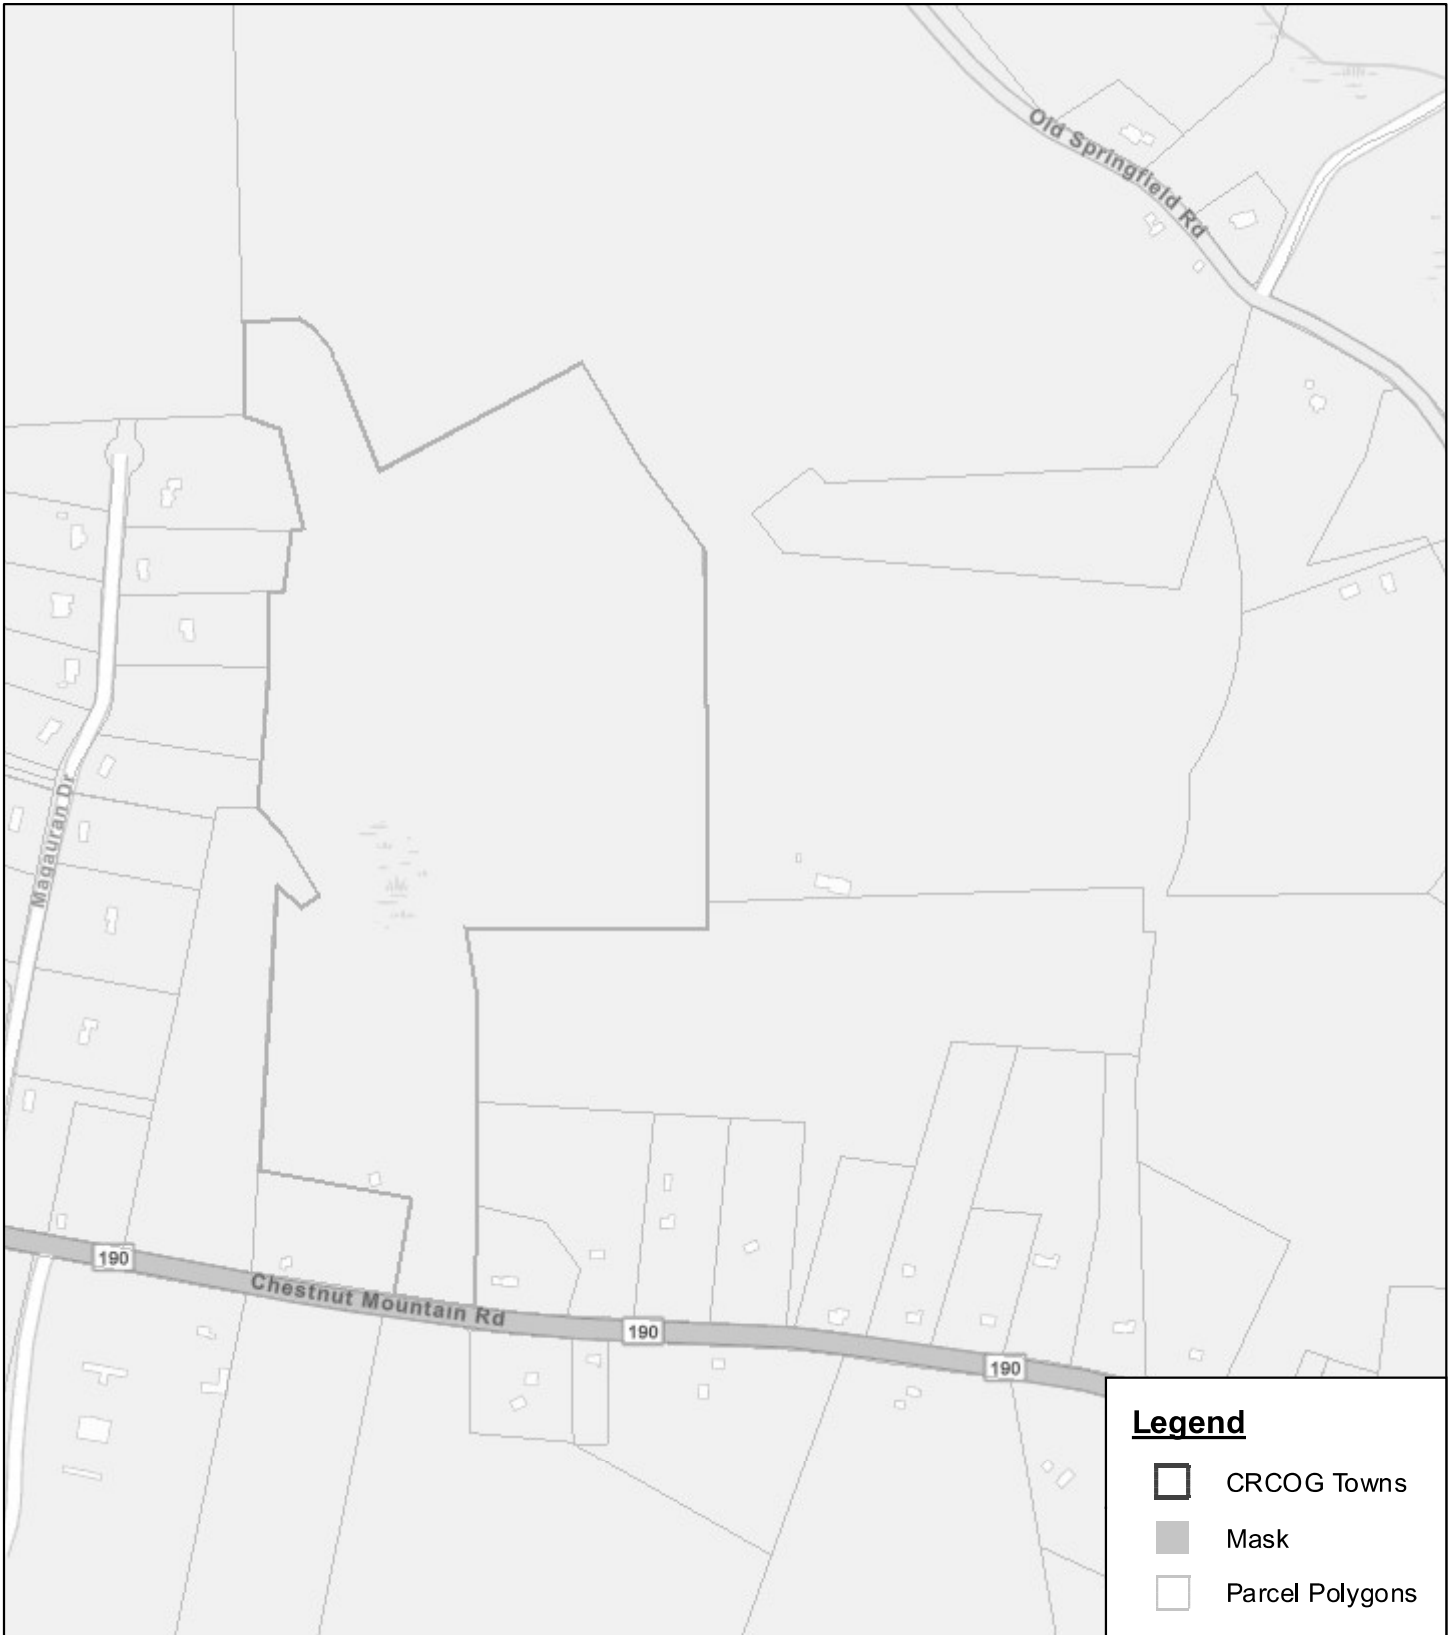 Old Springfield Rd
Magauran Dr
190
Chestnut Mountain Rd
190
190
Legend
CRCOG Towns
Mask
Parcel Polygons